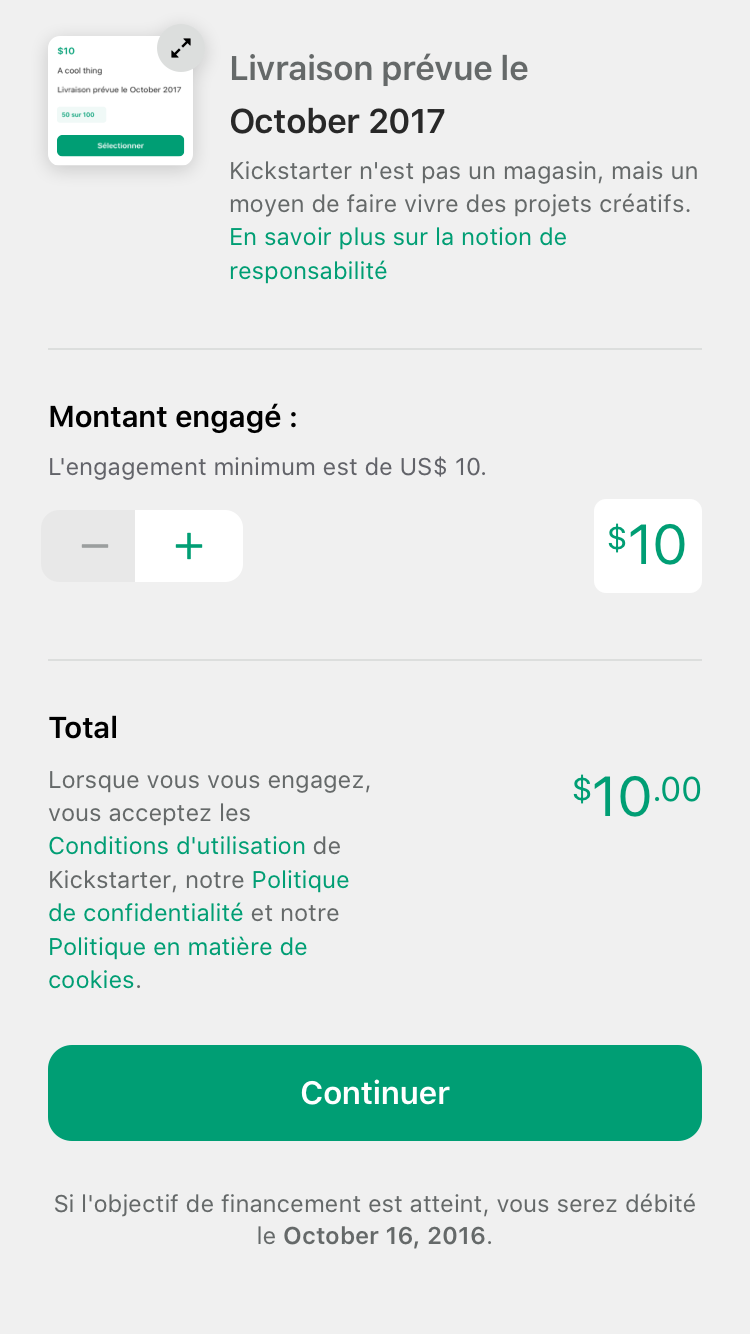 $10
A cool thing
Livraison prévue le October 2017
50 sur 100
Sélectionner
Livraison prévue le
October 2017
Kickstarter n'est pas un magasin, mais un
moyen de faire vivre des projets créatifs.
En savoir plus sur la notion de
responsabilité
Montant engagé :
L'engagement minimum est de US$ 10.
$10
Total
Lorsque vous vous engagez,
vous acceptez les
Conditions d'utilisation de
Kickstarter, notre Politique
de confidentialité et notre
Politique en matière de
cookies.
$10.00
Continuer
Si l'objectif de financement est atteint, vous serez débité
le October 16, 2016.